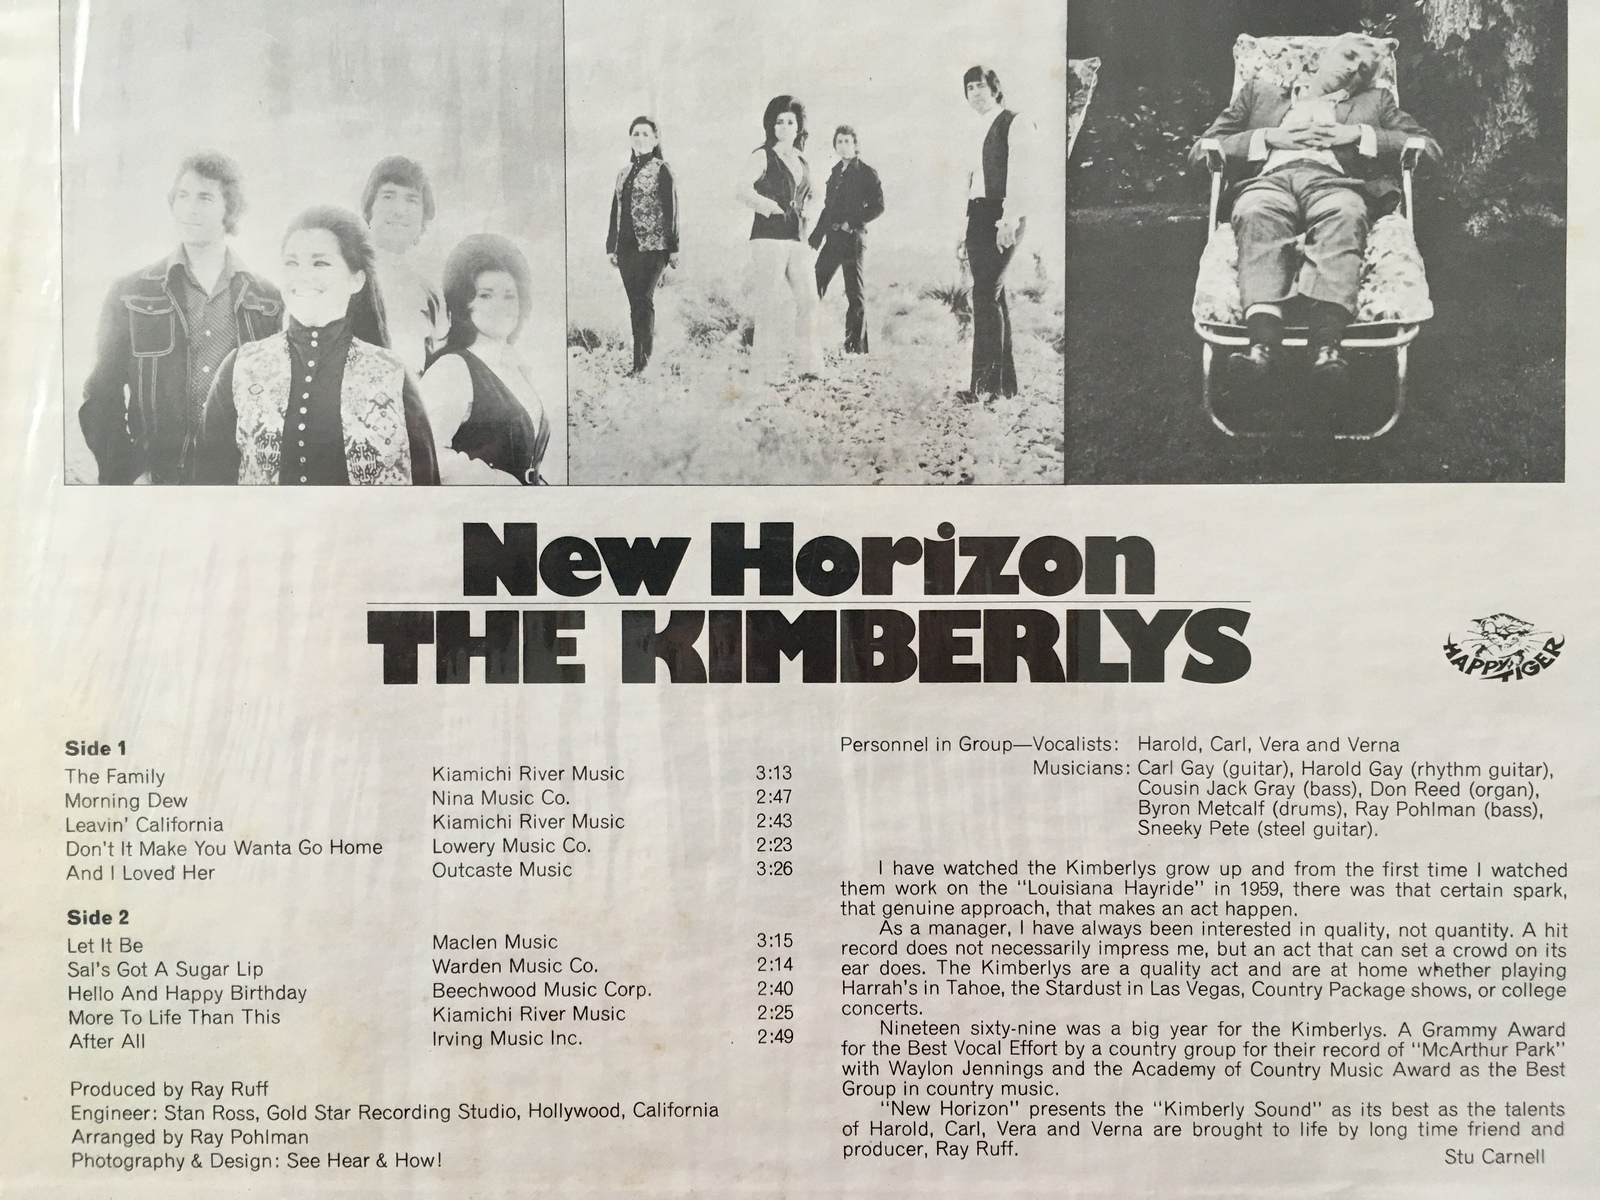 New Horizon
THE KIMBERLYS
HAPPY TIGER
Side 1
The Family Kiamichi River Music 3:13
Morning Dew Nina Music Co. 2:47
Leavin' California Kiamichi River Music 2:43
Don't It Make You Wanta Go Home Lowery Music Co. 2:23
And I Loved Her Outcaste Music 3:26
Side 2
Let It Be Maclen Music 3:15
Sal's Got A Sugar Lip Warden Music Co. 2:14
Hello And Happy Birthday Beechwood Music Corp. 2:40
More To Life Than This Kiamichi River Music 2:25
After All Irving Music Inc. 2:49
Produced by Ray Ruff
Engineer: Stan Ross, Gold Star Recording Studio, Hollywood, California
Arranged by Ray Pohlman
Photography & Design: See Hear & How!
Personnel in Group—Vocalists: Harold, Carl, Vera and Verna
Musicians: Carl Gay (guitar), Harold Gay (rhythm guitar),
Cousin Jack Gray (bass), Don Reed (organ),
Byron Metcalf (drums), Ray Pohlman (bass),
Sneeky Pete (steel guitar).
I have watched the Kimberlys grow up and from the first time I watched
them work on the "Louisiana Hayride" in 1959, there was that certain spark,
that genuine approach, that makes an act happen.
As a manager, I have always been interested in quality, not quantity. A hit
record does not necessarily impress me, but an act that can set a crowd on its
ear does. The Kimberlys are a quality act and are at home whether playing
Harrah's in Tahoe, the Stardust in Las Vegas, Country Package shows, or college
concerts.
Nineteen sixty-nine was a big year for the Kimberlys. A Grammy Award
for the Best Vocal Effort by a country group for their record of "McArthur Park"
with Waylon Jennings and the Academy of Country Music Award as the Best
Group in country music.
"New Horizon" presents the "Kimberly Sound" as its best as the talents
of Harold, Carl, Vera and Verna are brought to life by long time friend and
producer, Ray Ruff.
Stu Carnell